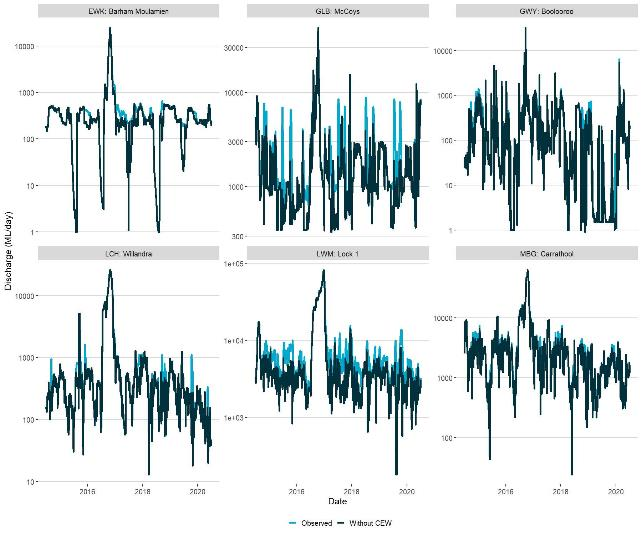 EWK: Barham Moulamien
GLB: McCoys
GWY: Boolooroo
10000
1000
100
10
1
30000
10000
3000
1000
300
10000
1000
100
10
1
Discharge (ML/day)
LCH: Willandra
LWM: Lock 1
MBG: Carrathool
10000
1000
100
10
1e+05
1e+04
1e+03
10000
1000
100
2016
2018
2020
2016
2018
2020
2016
2018
2020
Date
Observed
Without CEW